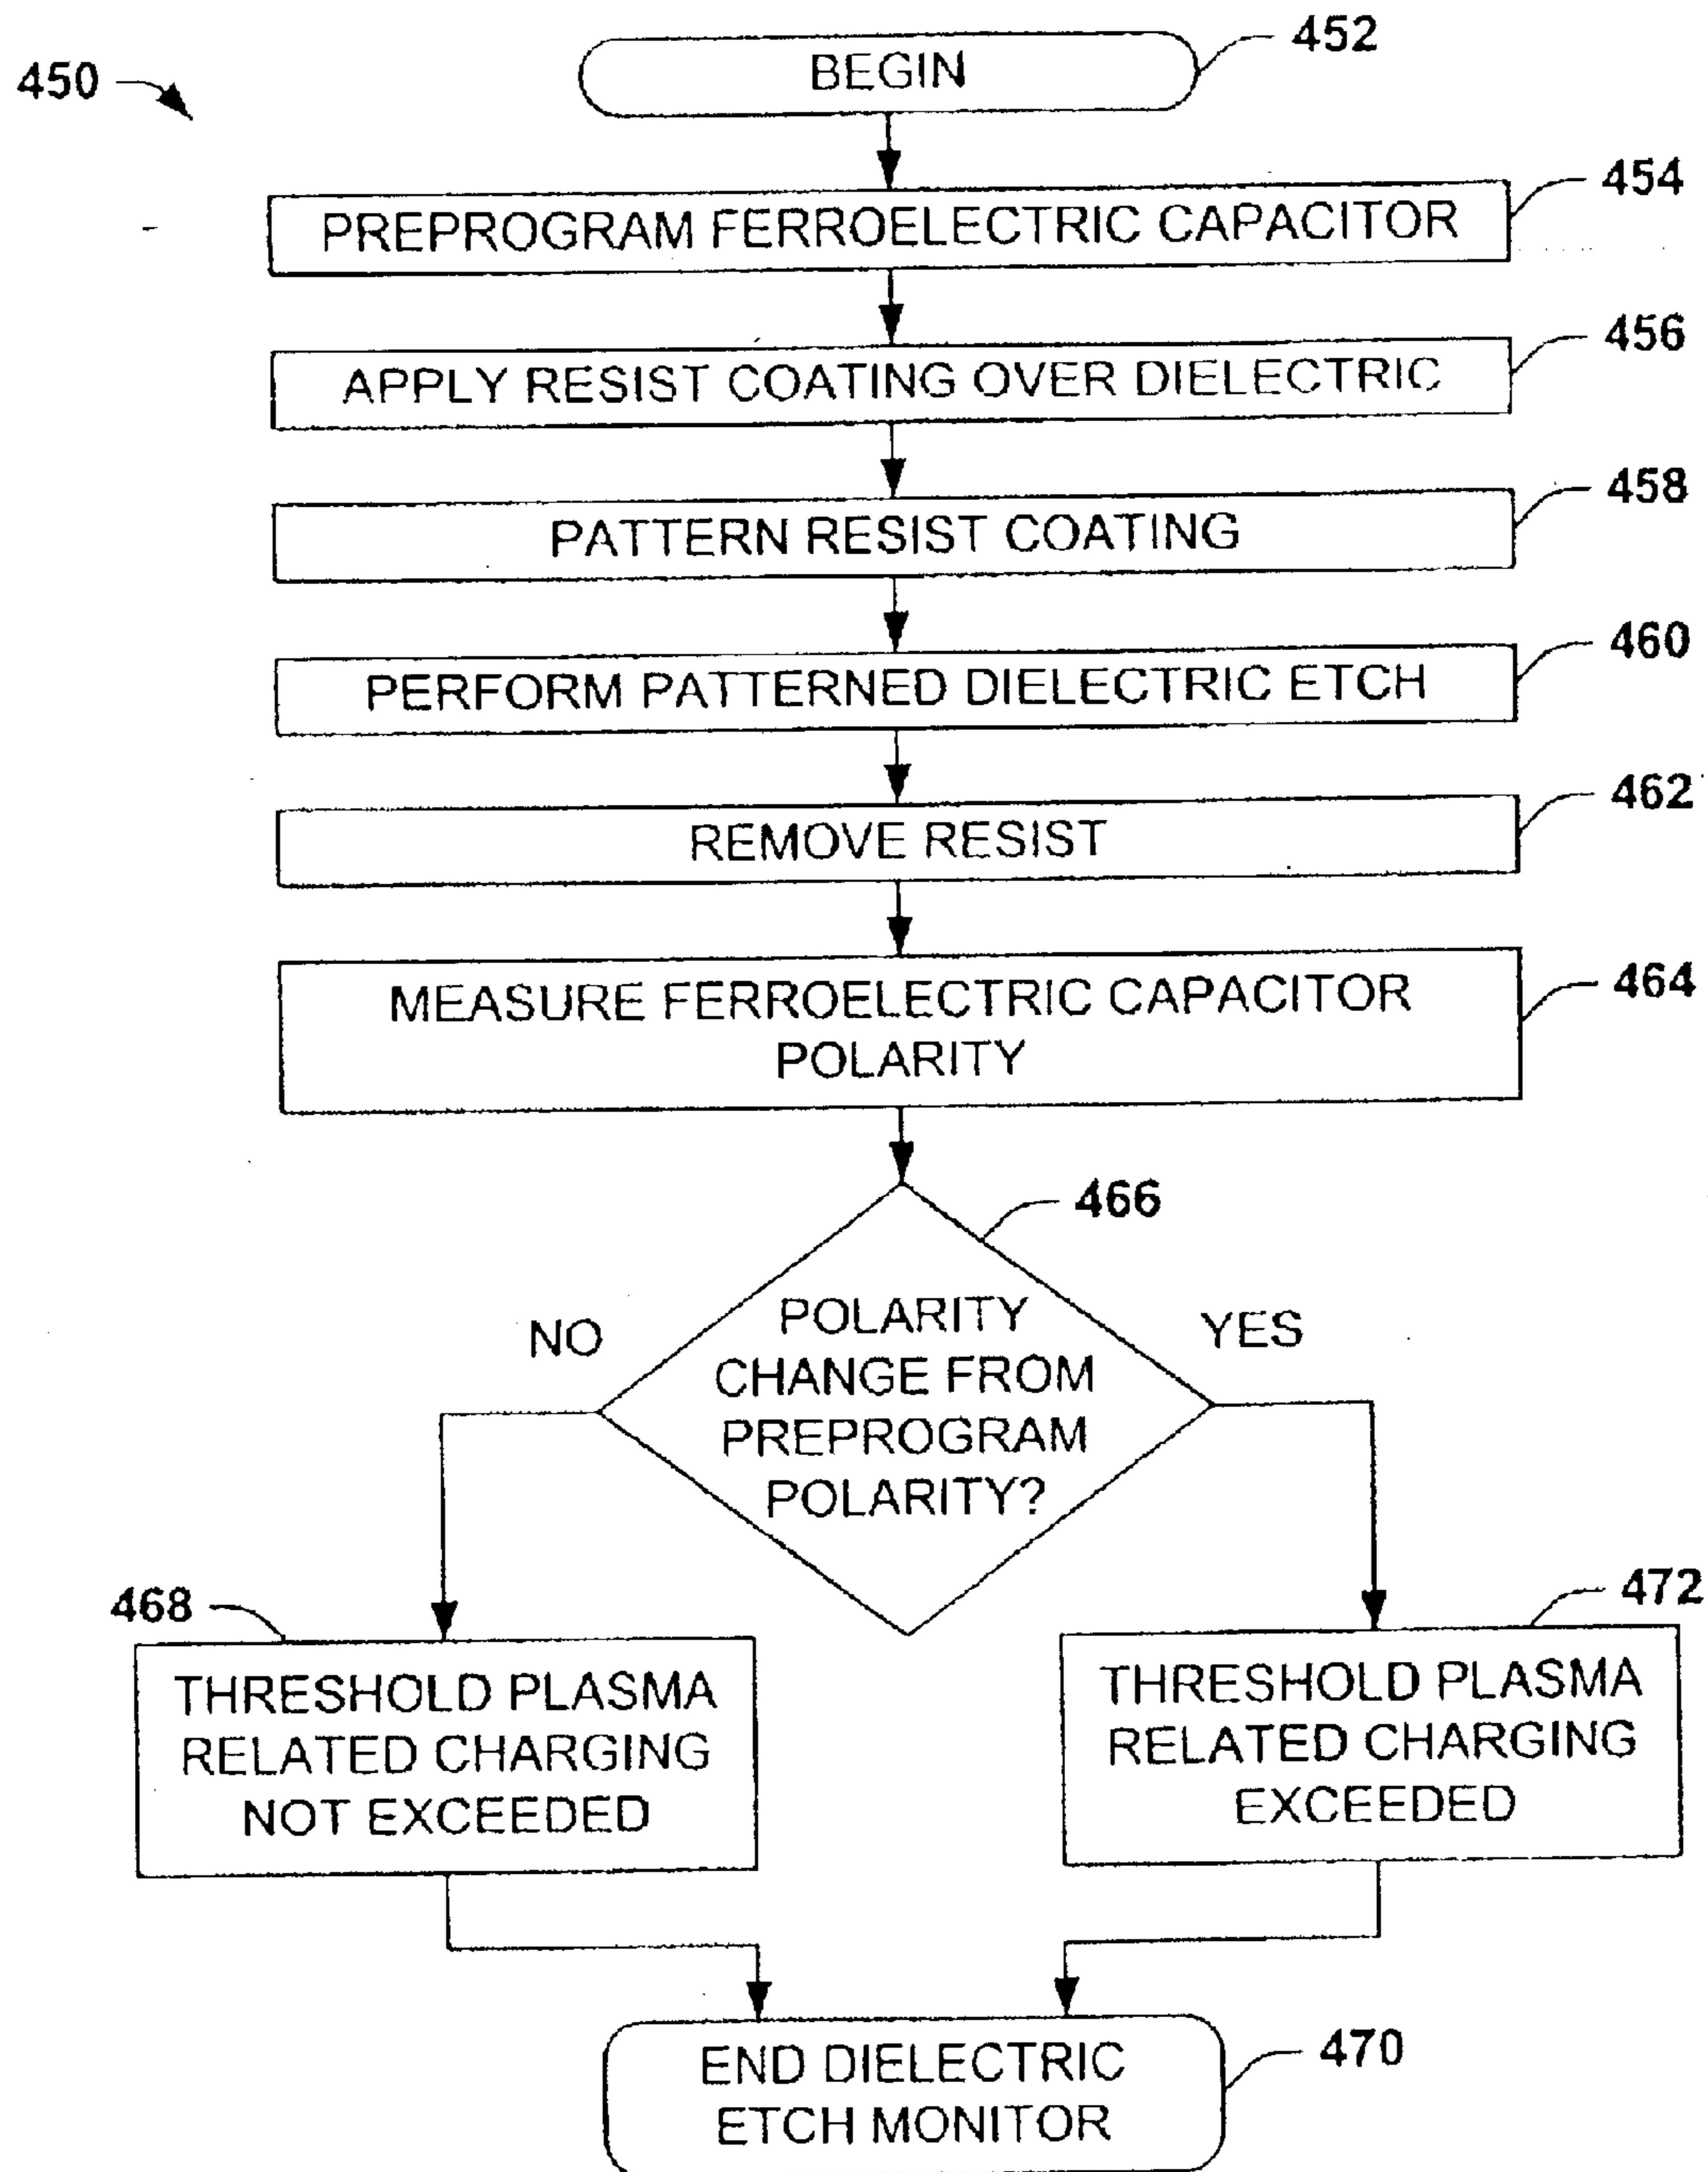 450
BEGIN
452
PREPROGRAM FERROELECTRIC CAPACITOR
454
APPLY RESIST COATING OVER DIELECTRIC
456
PATTERN RESIST COATING
458
PERFORM PATTERNED DIELECTRIC ETCH
460
REMOVE RESIST
462
MEASURE FERROELECTRIC CAPACITOR
POLARITY
464
466
POLARITY
CHANGE FROM
PREPROGRAM
POLARITY?
NO
YES
468
THRESHOLD PLASMA
RELATED CHARGING
NOT EXCEEDED
472
THRESHOLD PLASMA
RELATED CHARGING
EXCEEDED
END DIELECTRIC
ETCH MONITOR
470